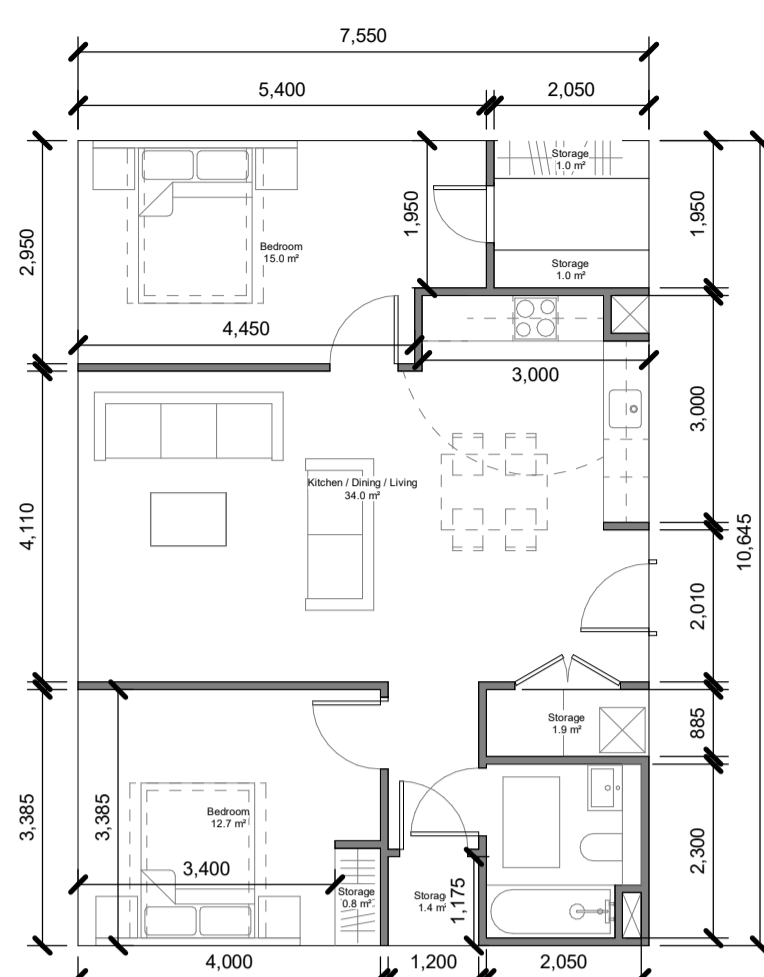 7,550
5,400
2,050
Storage
1.0 m²
1,950
1,950
2,950
Bedroom
15.0 m²
Storage
1.0 m²
4,450
3,000
3,000
Kitchen / Dining / Living
34.0 m²
4,110
10,645
2,010
Storage
1.9 m²
885
3,385
3,385
Bedroom
12.7 m²
2,300
3,400
Storage
0.8 m²
Storag
1.4 m
1,175
4,000
1,200
2,050